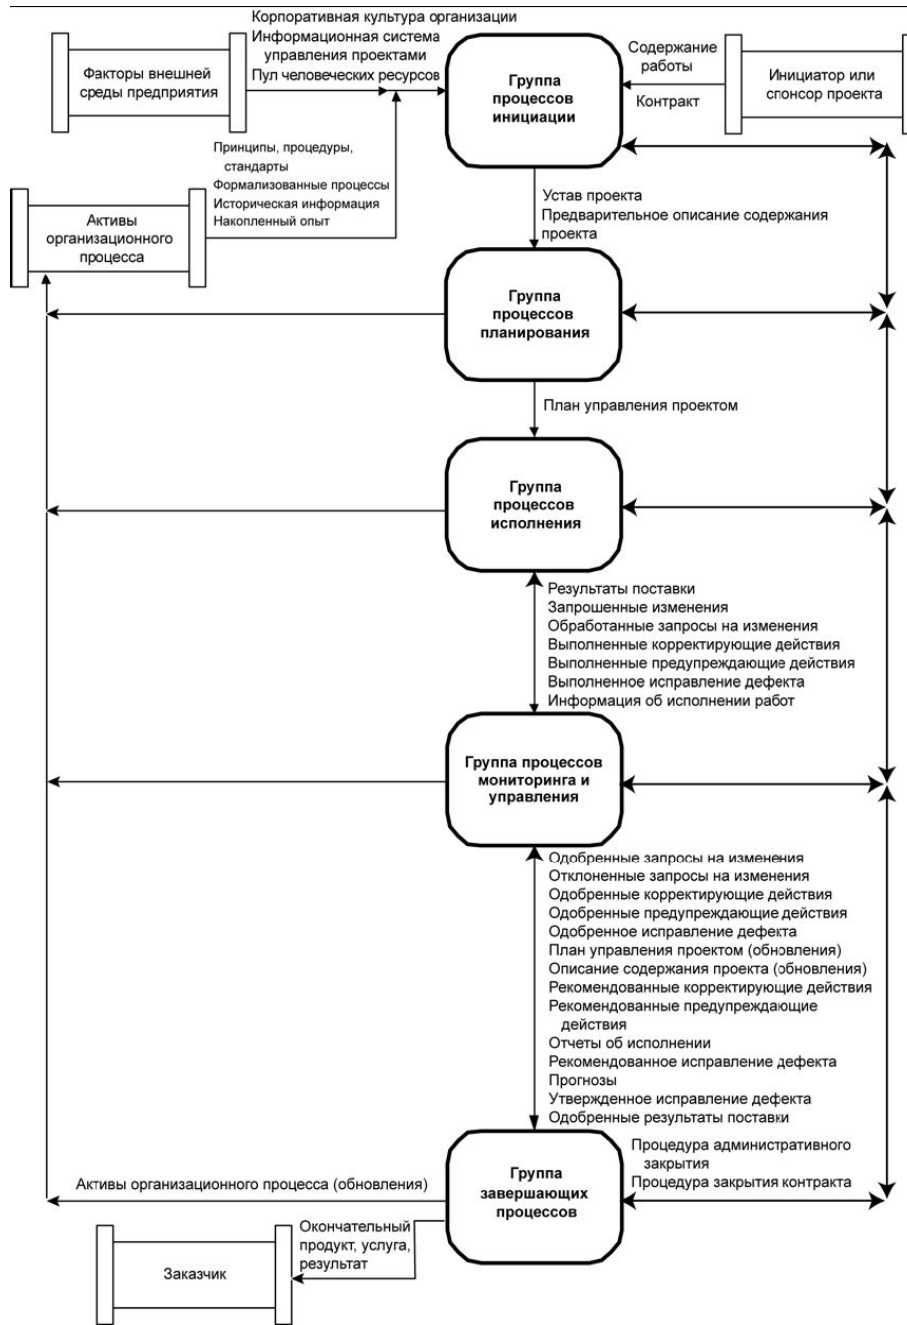 Корпоративная культура организации
Информационная система
управления проектами
Пул человеческих ресурсов
Факторы внешней
среды предприятия
Группа
процессов
инициации
Содержание
работы
Контракт
Инициатор или
спонсор проекта
Принципы, процедуры,
стандарты
Формализованные процессы
Историческая информация
Накопленный опыт
Активы
организационного
процесса
Устав проекта
Предварительное описание содержания
проекта
Группа
процессов
планирования
План управления проектом
Группа
процессов
исполнения
Результаты поставки
Запрошенные изменения
Обработанные запросы на изменения
Выполненные корректирующие действия
Выполненные предупреждающие действия
Выполненное исправление дефекта
Информация об исполнении работ
Группа процессов
мониторинга и
управления
Одобренные запросы на изменения
Отклоненные запросы на изменения
Одобренные корректирующие действия
Одобренные предупреждающие действия
Одобренное исправление дефекта
План управления проектом (обновления)
Описание содержания проекта (обновления)
Рекомендованные корректирующие действия
Рекомендованные предупреждающие
действия
Отчеты об исполнении
Рекомендованное исправление дефекта
Прогнозы
Утвержденное исправление дефекта
Одобренные результаты поставки
Процедура административного
закрытия
Процедура закрытия контракта
Группа
завершающих
процессов
Активы организационного процесса (обновления)
Окончательный
продукт, услуга,
результат
Заказчик